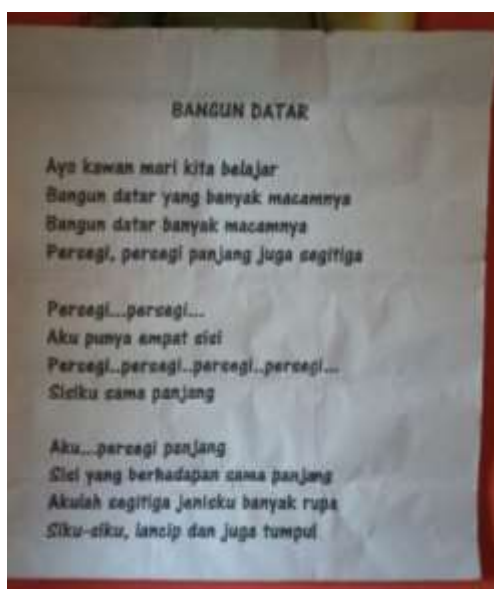 BANGUN DATAR
Ayo kawan mari kita belajar
Bangun datar yang banyak macamnya
Bangun datar banyak macamnya
Persegi, persegi panjang juga segitiga
Persegi...persegi...
Aku punya empat sisi
Persegi..persegi..persegi..persegi...
Sisiku sama panjang
Aku...persegi panjang
Sisi yang berhadapan sama panjang
Akulah segitiga jenisku banyak rupa
Siku-siku, lancip dan juga tumpul